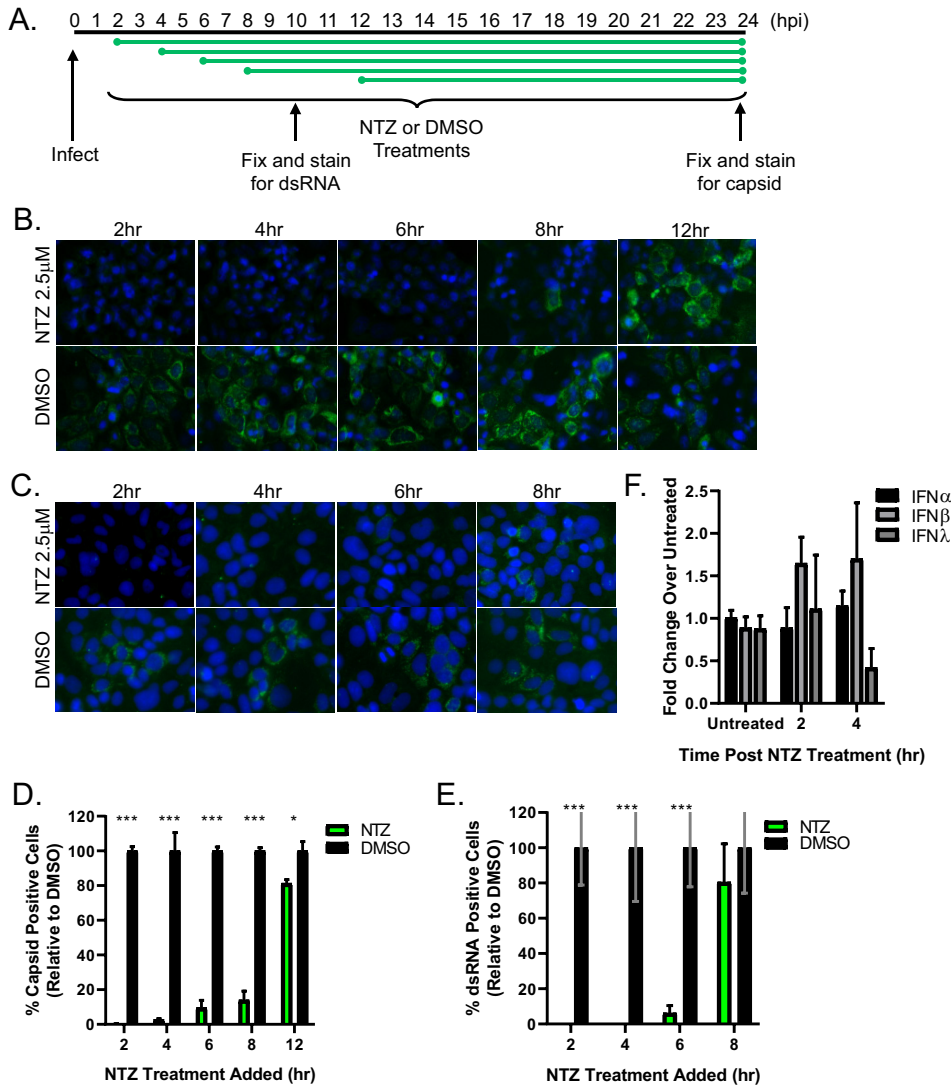 A.
0 1 2 3 4 5 6 7 8 9 10 11 12 13 14 15 16 17 18 19 20 21 22 23 24 (hpi)
Infect
Fix and stain
for dsRNA
NTZ or DMSO
Treatments
Fix and stain
for capsid
B.
2hr 4hr 6hr 8hr 12hr
NTZ 2.5µM
DMSO
C.
2hr 4hr 6hr 8hr
NTZ 2.5µM
DMSO
F.
Fold Change Over Untreated
2.5
2.0
1.5
1.0
0.5
0.0
Untreated 2 4
Time Post NTZ Treatment (hr)
IFNα
IFNβ
IFNλ
D.
% Capsid Positive Cells
(Relative to DMSO)
120
100
80
60
40
20
0
*** *** *** *** *
2 4 6 8 12
NTZ Treatment Added (hr)
NTZ
DMSO
E.
% dsRNA Positive Cells
(Relative to DMSO)
120
100
80
60
40
20
0
*** *** ***
2 4 6 8
NTZ Treatment Added (hr)
NTZ
DMSO